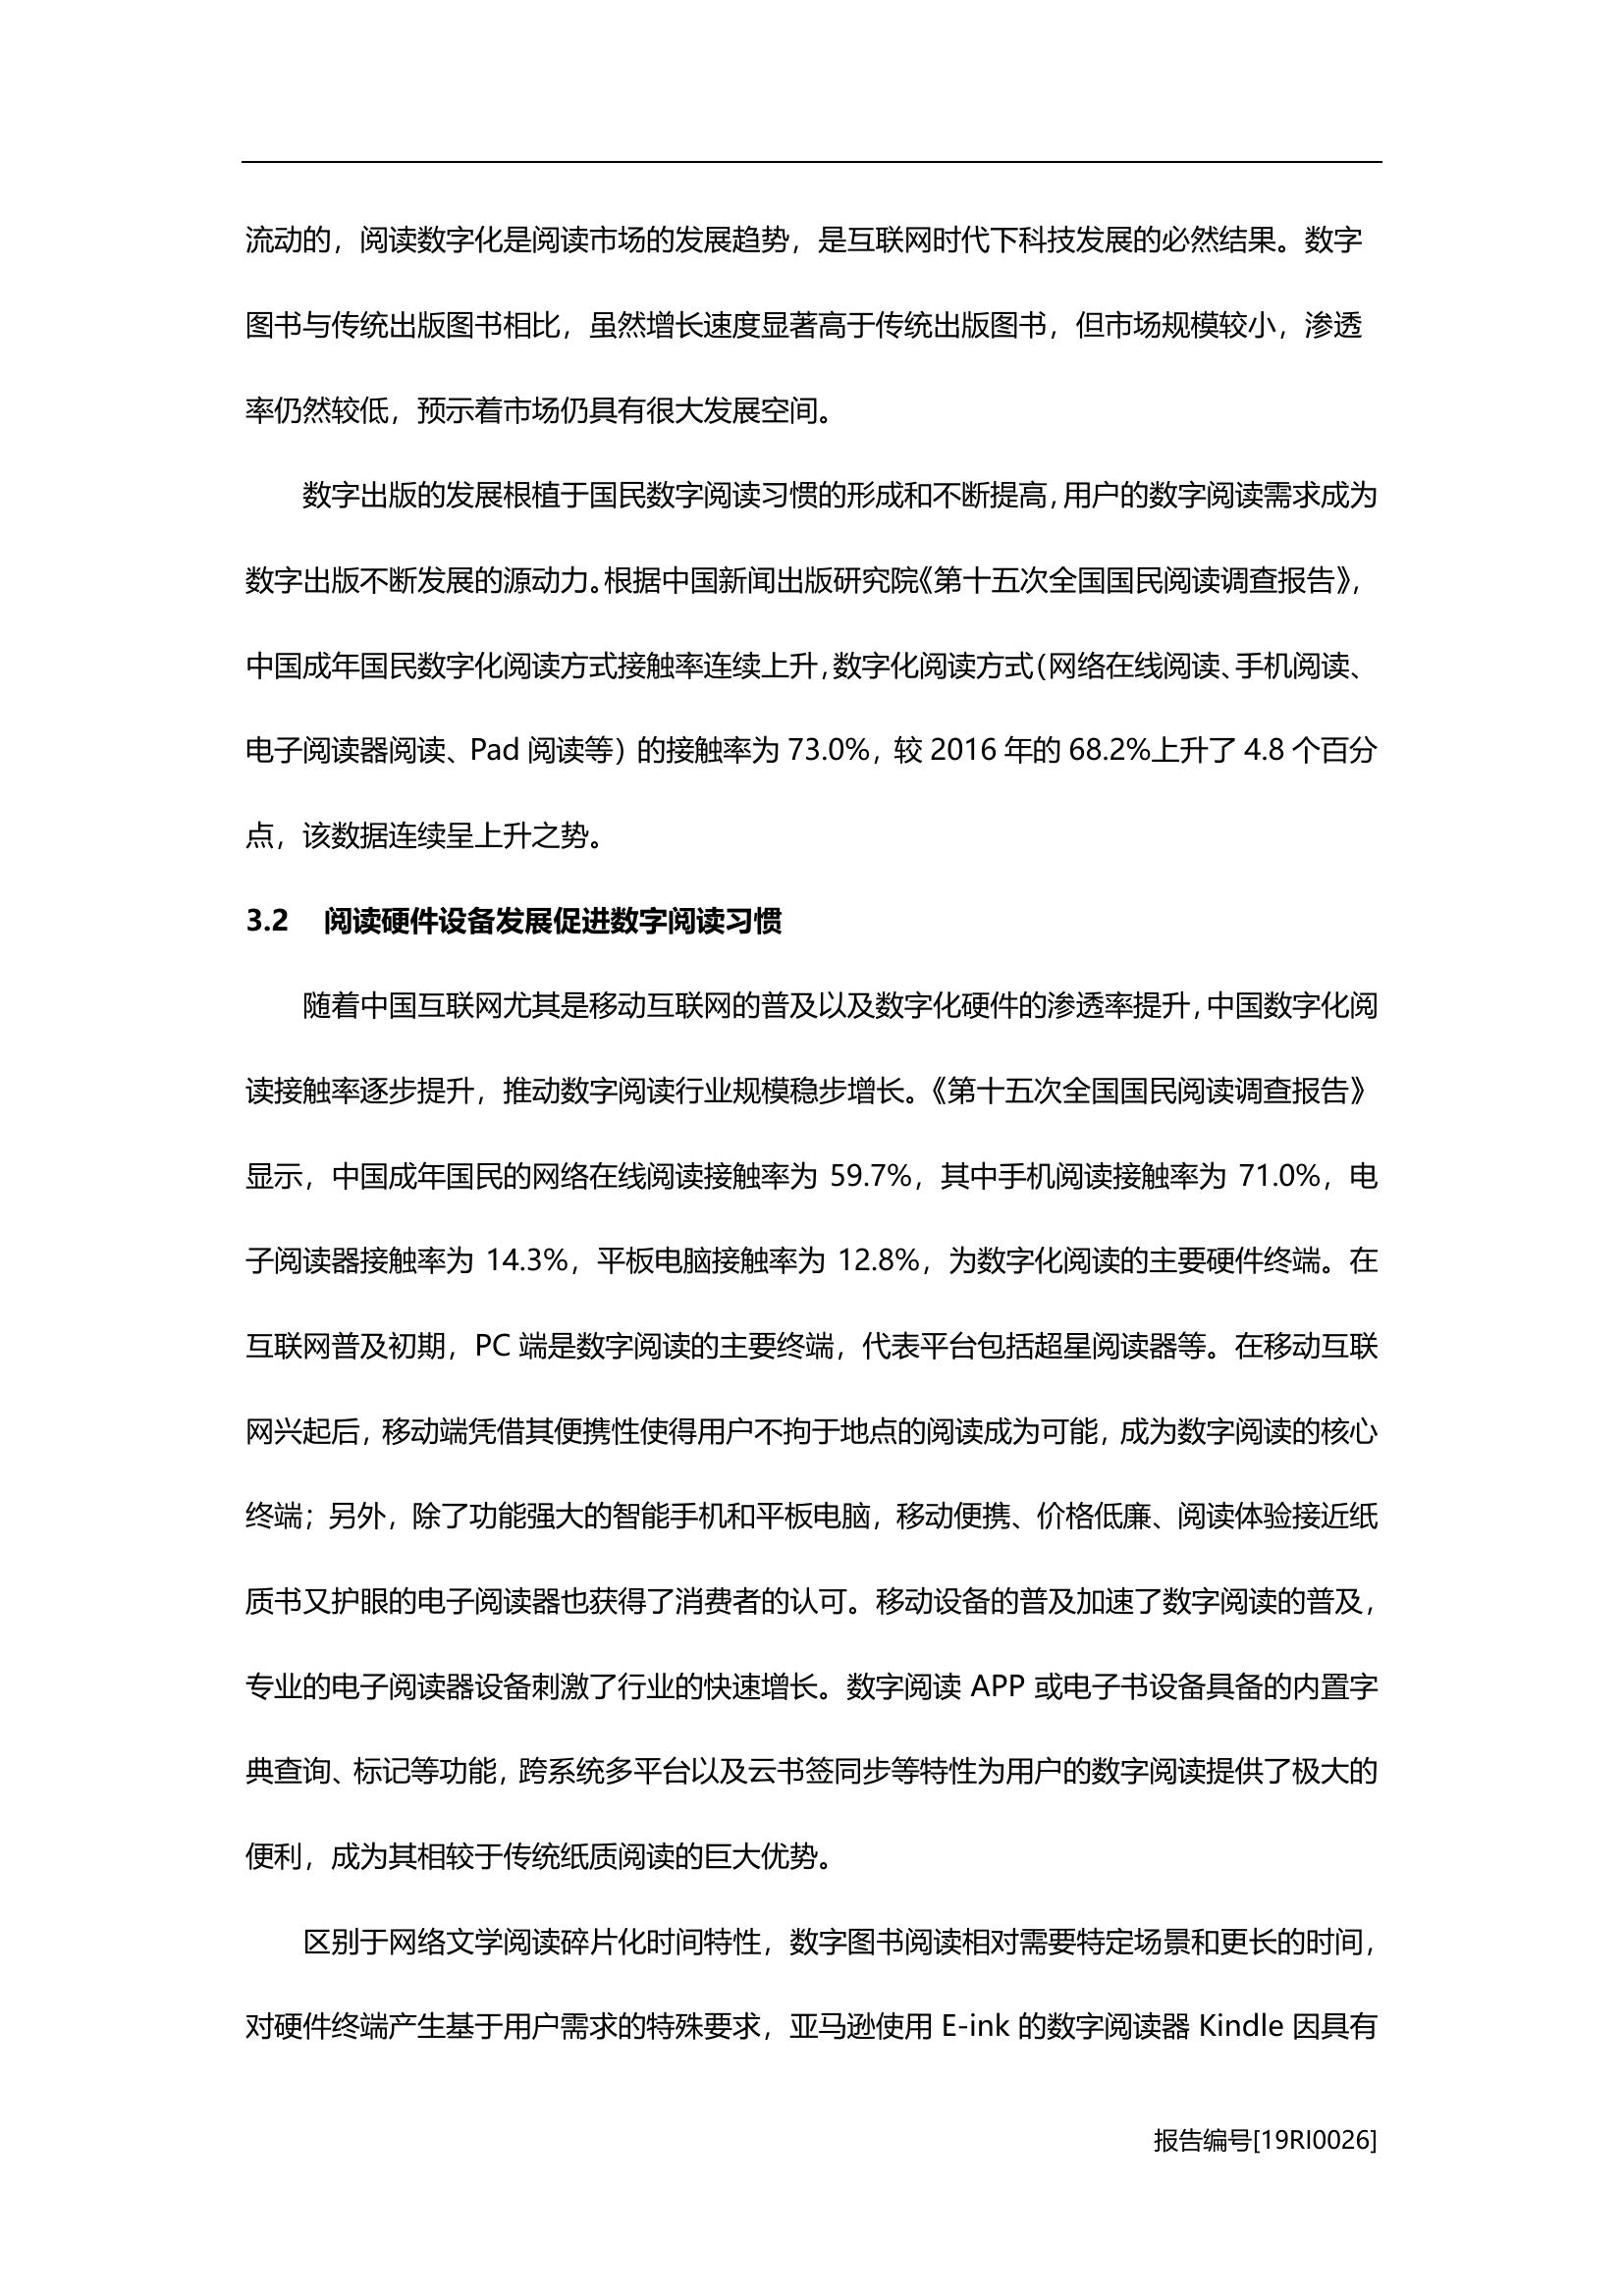 流动的，阅读数字化是阅读市场的发展趋势，是互联网时代下科技发展的必然结果。数字
图书与传统出版图书相比，虽然增长速度显著高于传统出版图书，但市场规模较小，渗透
率仍然较低，预示着市场仍具有很大发展空间。
数字出版的发展根植于国民数字阅读习惯的形成和不断提高，用户的数字阅读需求成为
数字出版不断发展的源动力。根据中国新闻出版研究院《第十五次全国国民阅读调查报告》，
中国成年国民数字化阅读方式接触率连续上升，数字化阅读方式（网络在线阅读、手机阅读、
电子阅读器阅读、Pad 阅读等）的接触率为 73.0%，较 2016 年的 68.2%上升了 4.8 个百分
点，该数据连续呈上升之势。
3.2 阅读硬件设备发展促进数字阅读习惯
随着中国互联网尤其是移动互联网的普及以及数字化硬件的渗透率提升，中国数字化阅
读接触率逐步提升，推动数字阅读行业规模稳步增长。《第十五次全国国民阅读调查报告》
显示，中国成年国民的网络在线阅读接触率为 59.7%，其中手机阅读接触率为 71.0%，电
子阅读器接触率为 14.3%，平板电脑接触率为 12.8%，为数字化阅读的主要硬件终端。在
互联网普及初期，PC 端是数字阅读的主要终端，代表平台包括超星阅读器等。在移动互联
网兴起后，移动端凭借其便携性使得用户不拘于地点的阅读成为可能，成为数字阅读的核心
终端；另外，除了功能强大的智能手机和平板电脑，移动便携、价格低廉、阅读体验接近纸
质书又护眼的电子阅读器也获得了消费者的认可。移动设备的普及加速了数字阅读的普及，
专业的电子阅读器设备刺激了行业的快速增长。数字阅读 APP 或电子书设备具备的内置字
典查询、标记等功能，跨系统多平台以及云书签同步等特性为用户的数字阅读提供了极大的
便利，成为其相较于传统纸质阅读的巨大优势。
区别于网络文学阅读碎片化时间特性，数字图书阅读相对需要特定场景和更长的时间，
对硬件终端产生基于用户需求的特殊要求，亚马逊使用 E-ink 的数字阅读器 Kindle 因具有
报告编号[19RI0026]